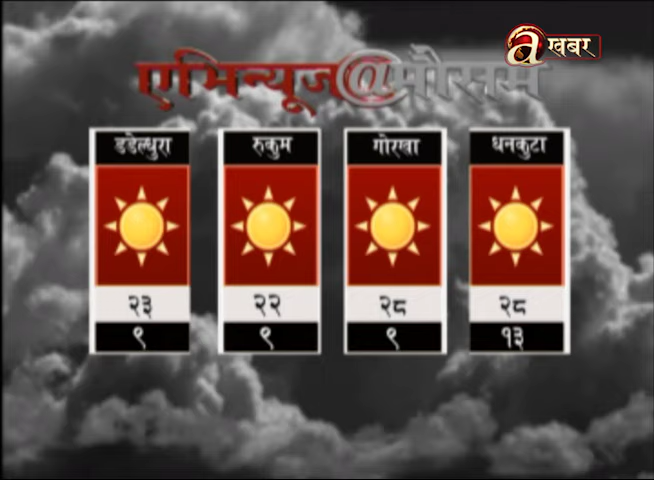 a खबर
एभिन्यूज@मौसम
डडेल्धुरा रुकुम गोरखा धनकुटा
२३ २२ २८ २८
९ ९ ९ १३